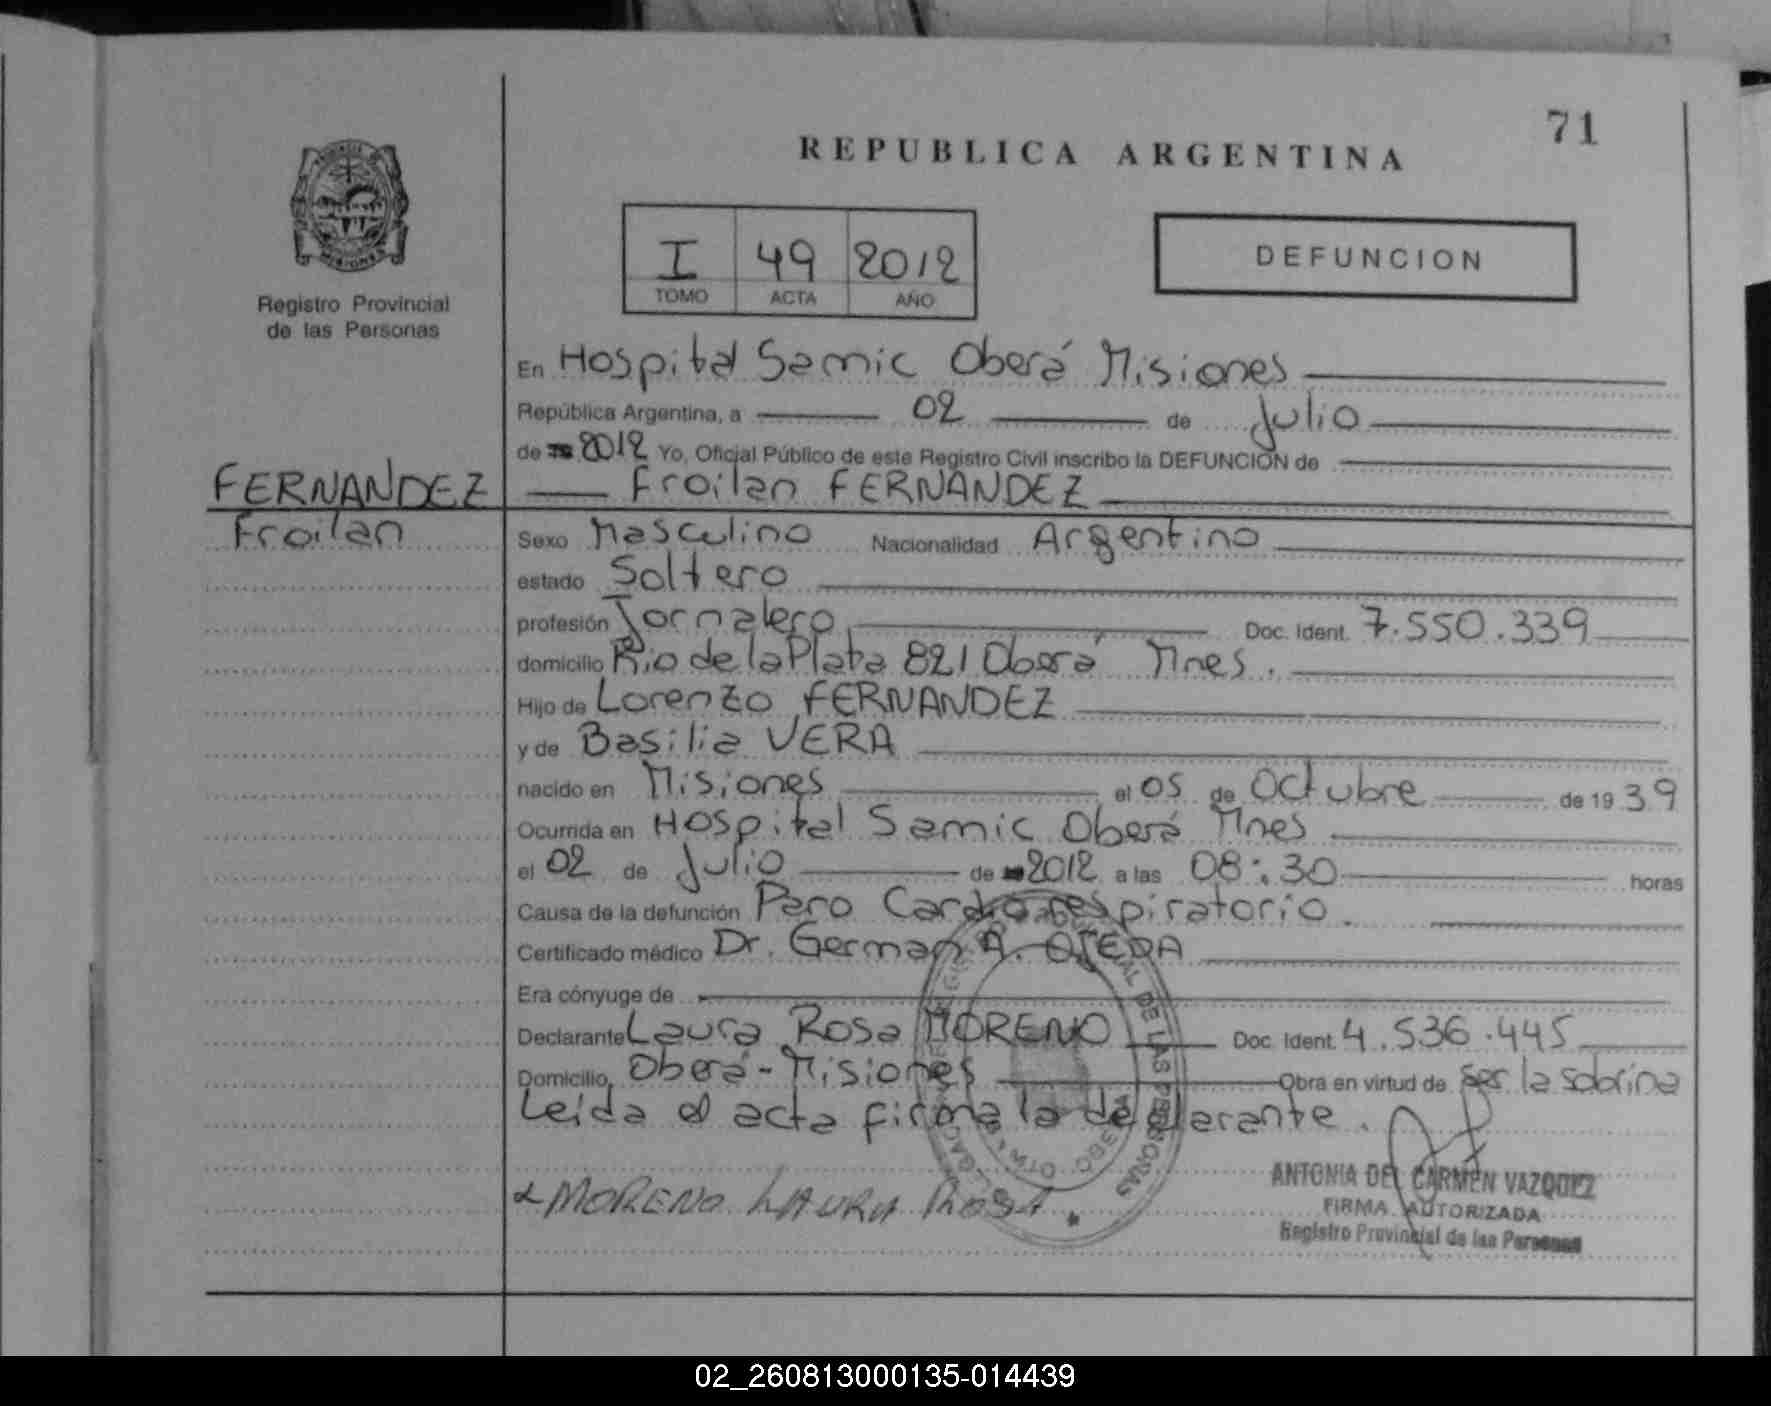 71
REPUBLICA ARGENTINA
I 49 2012
TOMO ACTA AÑO
DEFUNCION
Registro Provincial
de las Personas
En Hospital Samic Oberá Misiones
República Argentina, a 02 de Julio
de 2012 Yo, Oficial Público de este Registro Civil inscribo la DEFUNCION de
FERNANDEZ
Froilan
Froilan FERNANDEZ
Sexo Masculino Nacionalidad Argentino
estado Soltero
profesión Jornalero Doc. Ident. 7.550.339
domicilio Rio de la Plata 821 Oberá Mnes.
Hijo de Lorenzo FERNANDEZ
y de Basilia VERA
nacido en Misiones el 05 de Octubre de 1939
Ocurrida en Hospital Samic Oberá Mnes
el 02 de Julio de 2012 a las 08:30 horas
Causa de la defunción Paro Cardio respiratorio.
Certificado médico Dr. German A. OJEDA
Era cónyuge de
Declarante Laura Rosa MORENO Doc. Ident. 4.536.445
Domicilio Oberá - Misiones Obra en virtud de ser la sobrina
Leida el acta firma la declarante.
MORENO LAURA ROSA
ANTONIA DEL CARMEN VAZQUEZ
FIRMA AUTORIZADA
Registro Provincial de las Personas
02_260813000135-014439